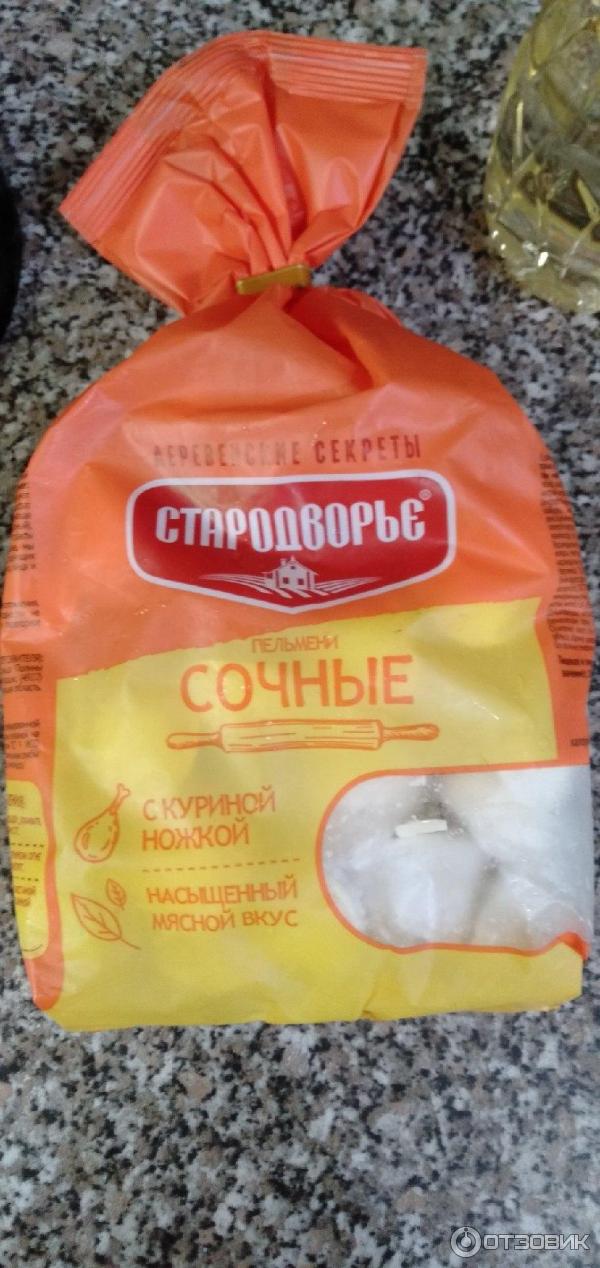 ДЕРЕВЕНСКИЕ СЕКРЕТЫ
СТАРОДВОРЬЕ®
ПЕЛЬМЕНИ
СОЧНЫЕ
С КУРИНОЙ
НОЖКОЙ
НАСЫЩЕННЫЙ
МЯСНОЙ ВКУС
ОТЗОВИК